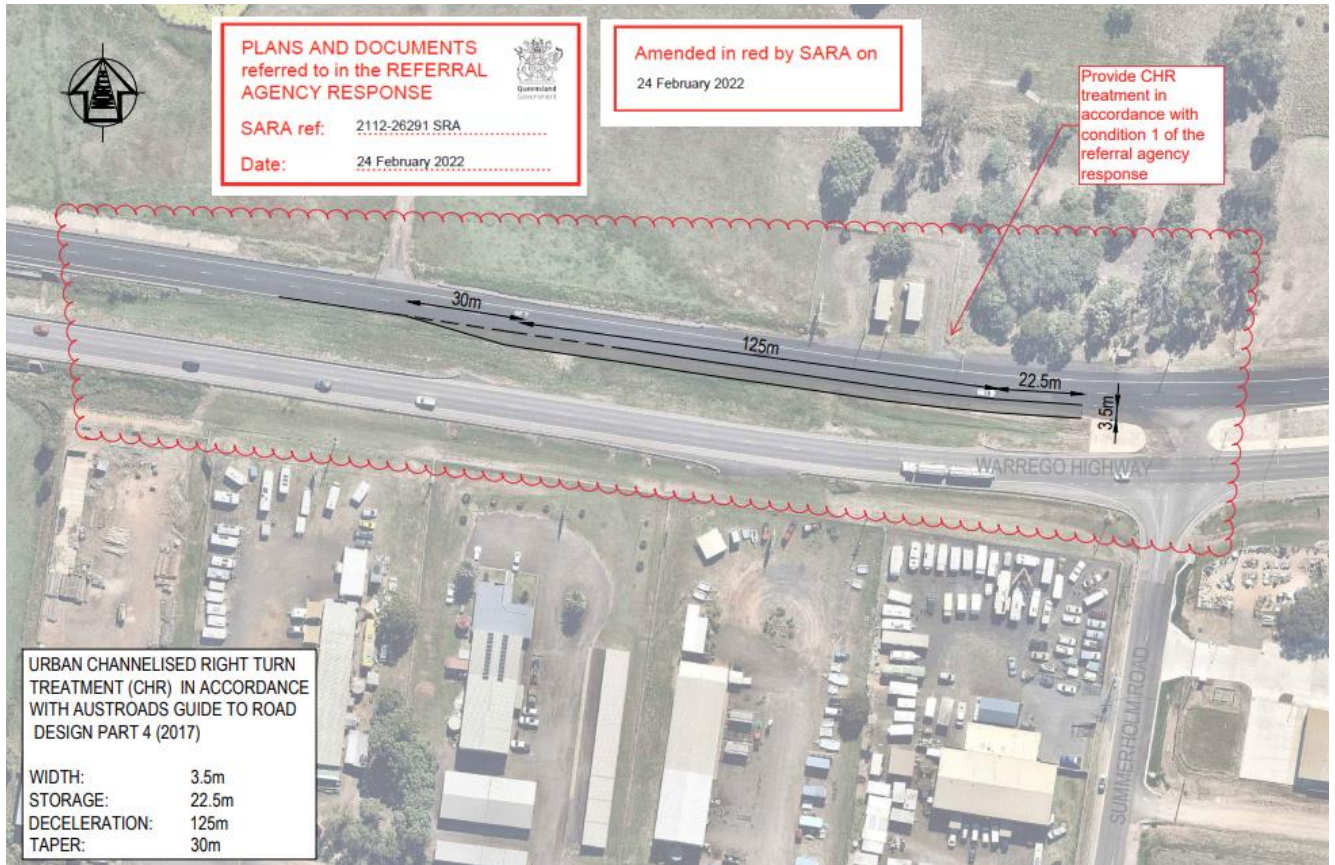 PLANS AND DOCUMENTS
referred to in the REFERRAL
AGENCY RESPONSE
Queensland
Government
SARA ref: 2112-26291 SRA
Date: 24 February 2022
Amended in red by SARA on
24 February 2022
Provide CHR
treatment in
accordance with
condition 1 of the
referral agency
response
30m
125m
22.5m
3.5m
WARREGO HIGHWAY
SUMMERHOLM ROAD
URBAN CHANNELISED RIGHT TURN
TREATMENT (CHR) IN ACCORDANCE
WITH AUSTROADS GUIDE TO ROAD
DESIGN PART 4 (2017)
WIDTH: 3.5m
STORAGE: 22.5m
DECELERATION: 125m
TAPER: 30m